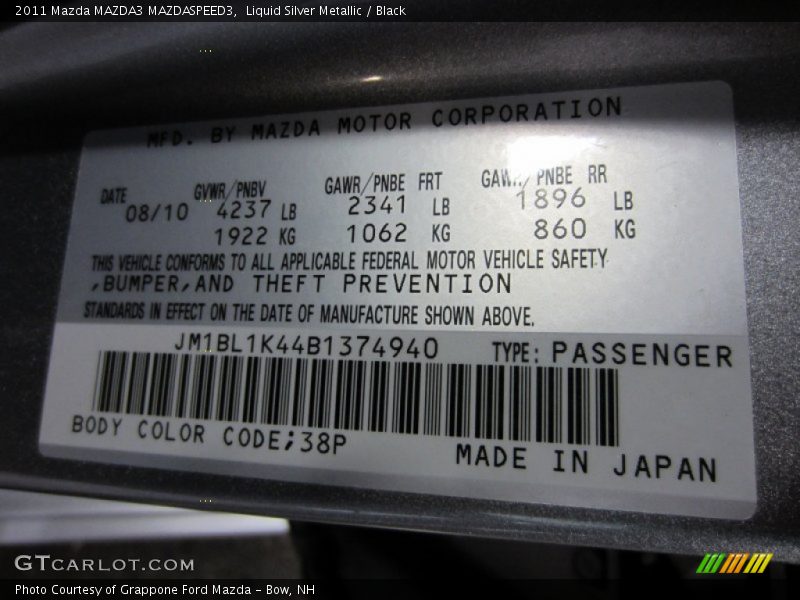 2011 Mazda MAZDA3 MAZDASPEED3, Liquid Silver Metallic / Black
MFD. BY MAZDA MOTOR CORPORATION
DATE GVWR/PNBV GAWR/PNBE FRT GAWR/PNBE RR
08/10 4237 LB 2341 LB 1896 LB
1922 KG 1062 KG 860 KG
THIS VEHICLE CONFORMS TO ALL APPLICABLE FEDERAL MOTOR VEHICLE SAFETY
,BUMPER,AND THEFT PREVENTION
STANDARDS IN EFFECT ON THE DATE OF MANUFACTURE SHOWN ABOVE.
JM1BL1K44B1374940 TYPE: PASSENGER
BODY COLOR CODE;38P
MADE IN JAPAN
GTCARLOT.COM
Photo Courtesy of Grappone Ford Mazda - Bow, NH